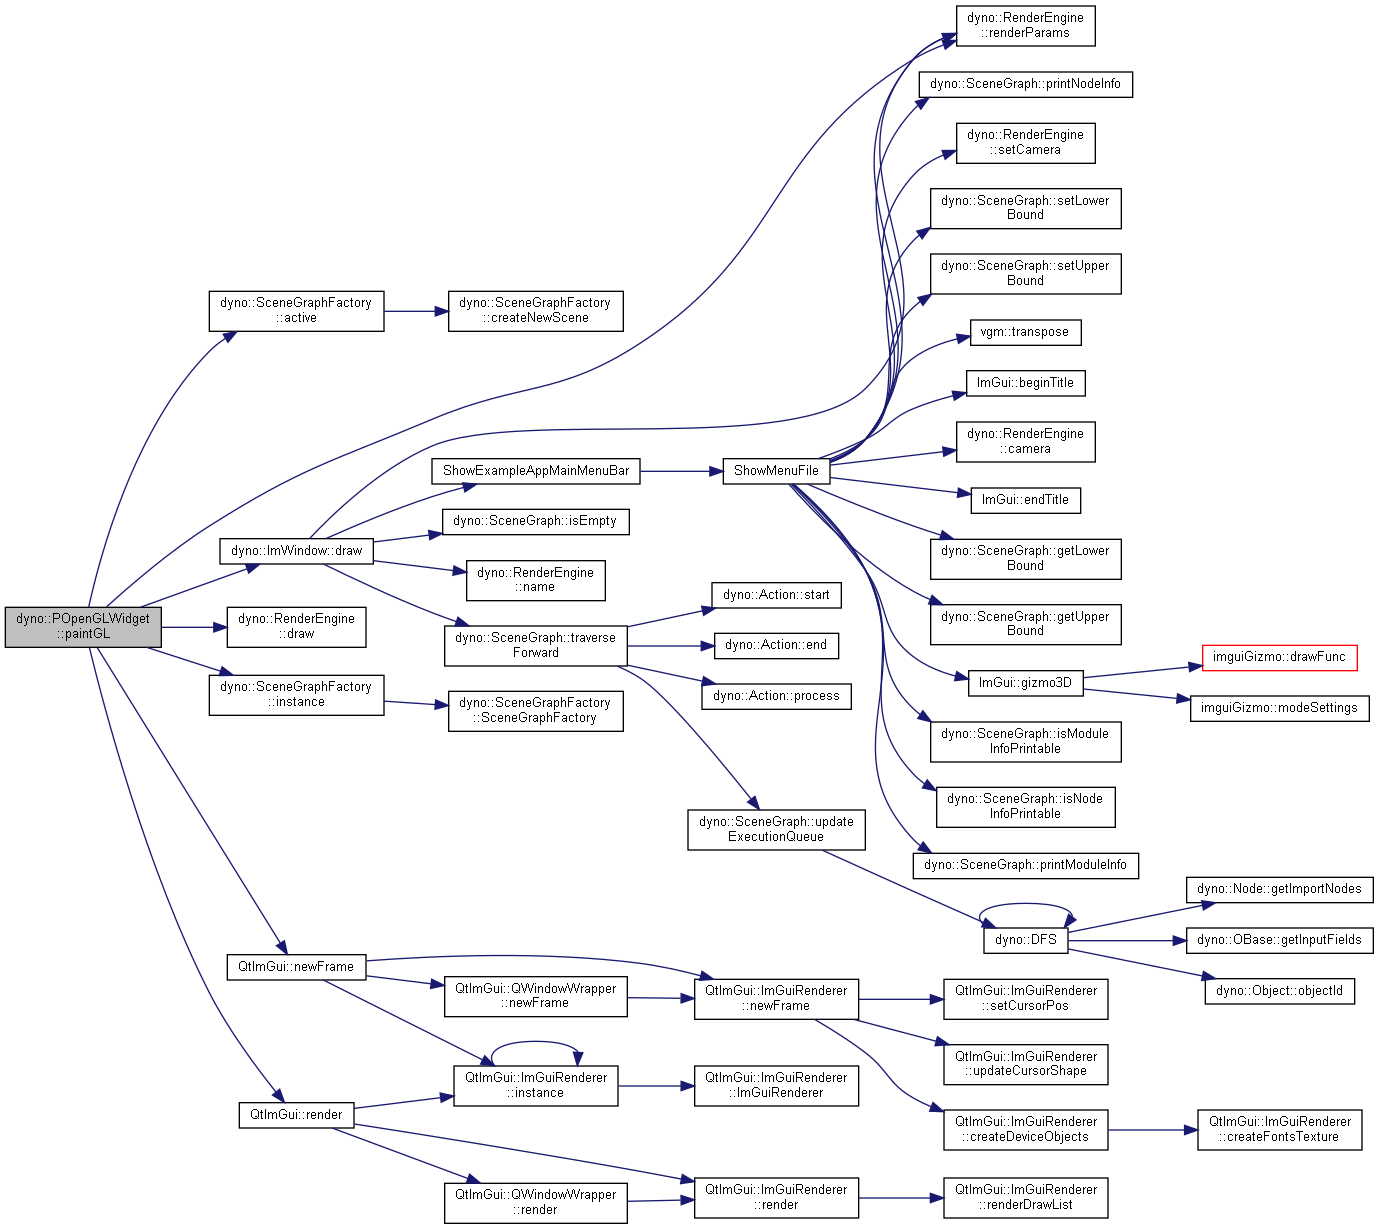 dyno::RenderEngine
::renderParams
dyno::SceneGraph::printNodeInfo
dyno::RenderEngine
::setCamera
dyno::SceneGraph::setLower
Bound
dyno::SceneGraph::setUpper
Bound
dyno::SceneGraphFactory
::active
dyno::SceneGraphFactory
::createNewScene
vgm::transpose
ImGui::beginTitle
dyno::RenderEngine
::camera
ShowExampleAppMainMenuBar
ShowMenuFile
ImGui::endTitle
dyno::SceneGraph::isEmpty
dyno::ImWindow::draw
dyno::SceneGraph::getLower
Bound
dyno::RenderEngine
::name
dyno::Action::start
dyno::POpenGLWidget
::paintGL
dyno::RenderEngine
::draw
dyno::SceneGraph::getUpper
Bound
dyno::SceneGraph::traverse
Forward
dyno::Action::end
imguiGizmo::drawFunc
dyno::SceneGraphFactory
::instance
dyno::Action::process
ImGui::gizmo3D
dyno::SceneGraphFactory
::SceneGraphFactory
imguiGizmo::modeSettings
dyno::SceneGraph::isModule
InfoPrintable
dyno::SceneGraph::isNode
InfoPrintable
dyno::SceneGraph::update
ExecutionQueue
dyno::SceneGraph::printModuleInfo
dyno::Node::getImportNodes
dyno::DFS
dyno::OBase::getInputFields
QtImGui::newFrame
dyno::Object::objectId
QtImGui::QWindowWrapper
::newFrame
QtImGui::ImGuiRenderer
::newFrame
QtImGui::ImGuiRenderer
::setCursorPos
QtImGui::ImGuiRenderer
::updateCursorShape
QtImGui::ImGuiRenderer
::instance
QtImGui::ImGuiRenderer
::ImGuiRenderer
QtImGui::render
QtImGui::ImGuiRenderer
::createDeviceObjects
QtImGui::ImGuiRenderer
::createFontsTexture
QtImGui::QWindowWrapper
::render
QtImGui::ImGuiRenderer
::render
QtImGui::ImGuiRenderer
::renderDrawList